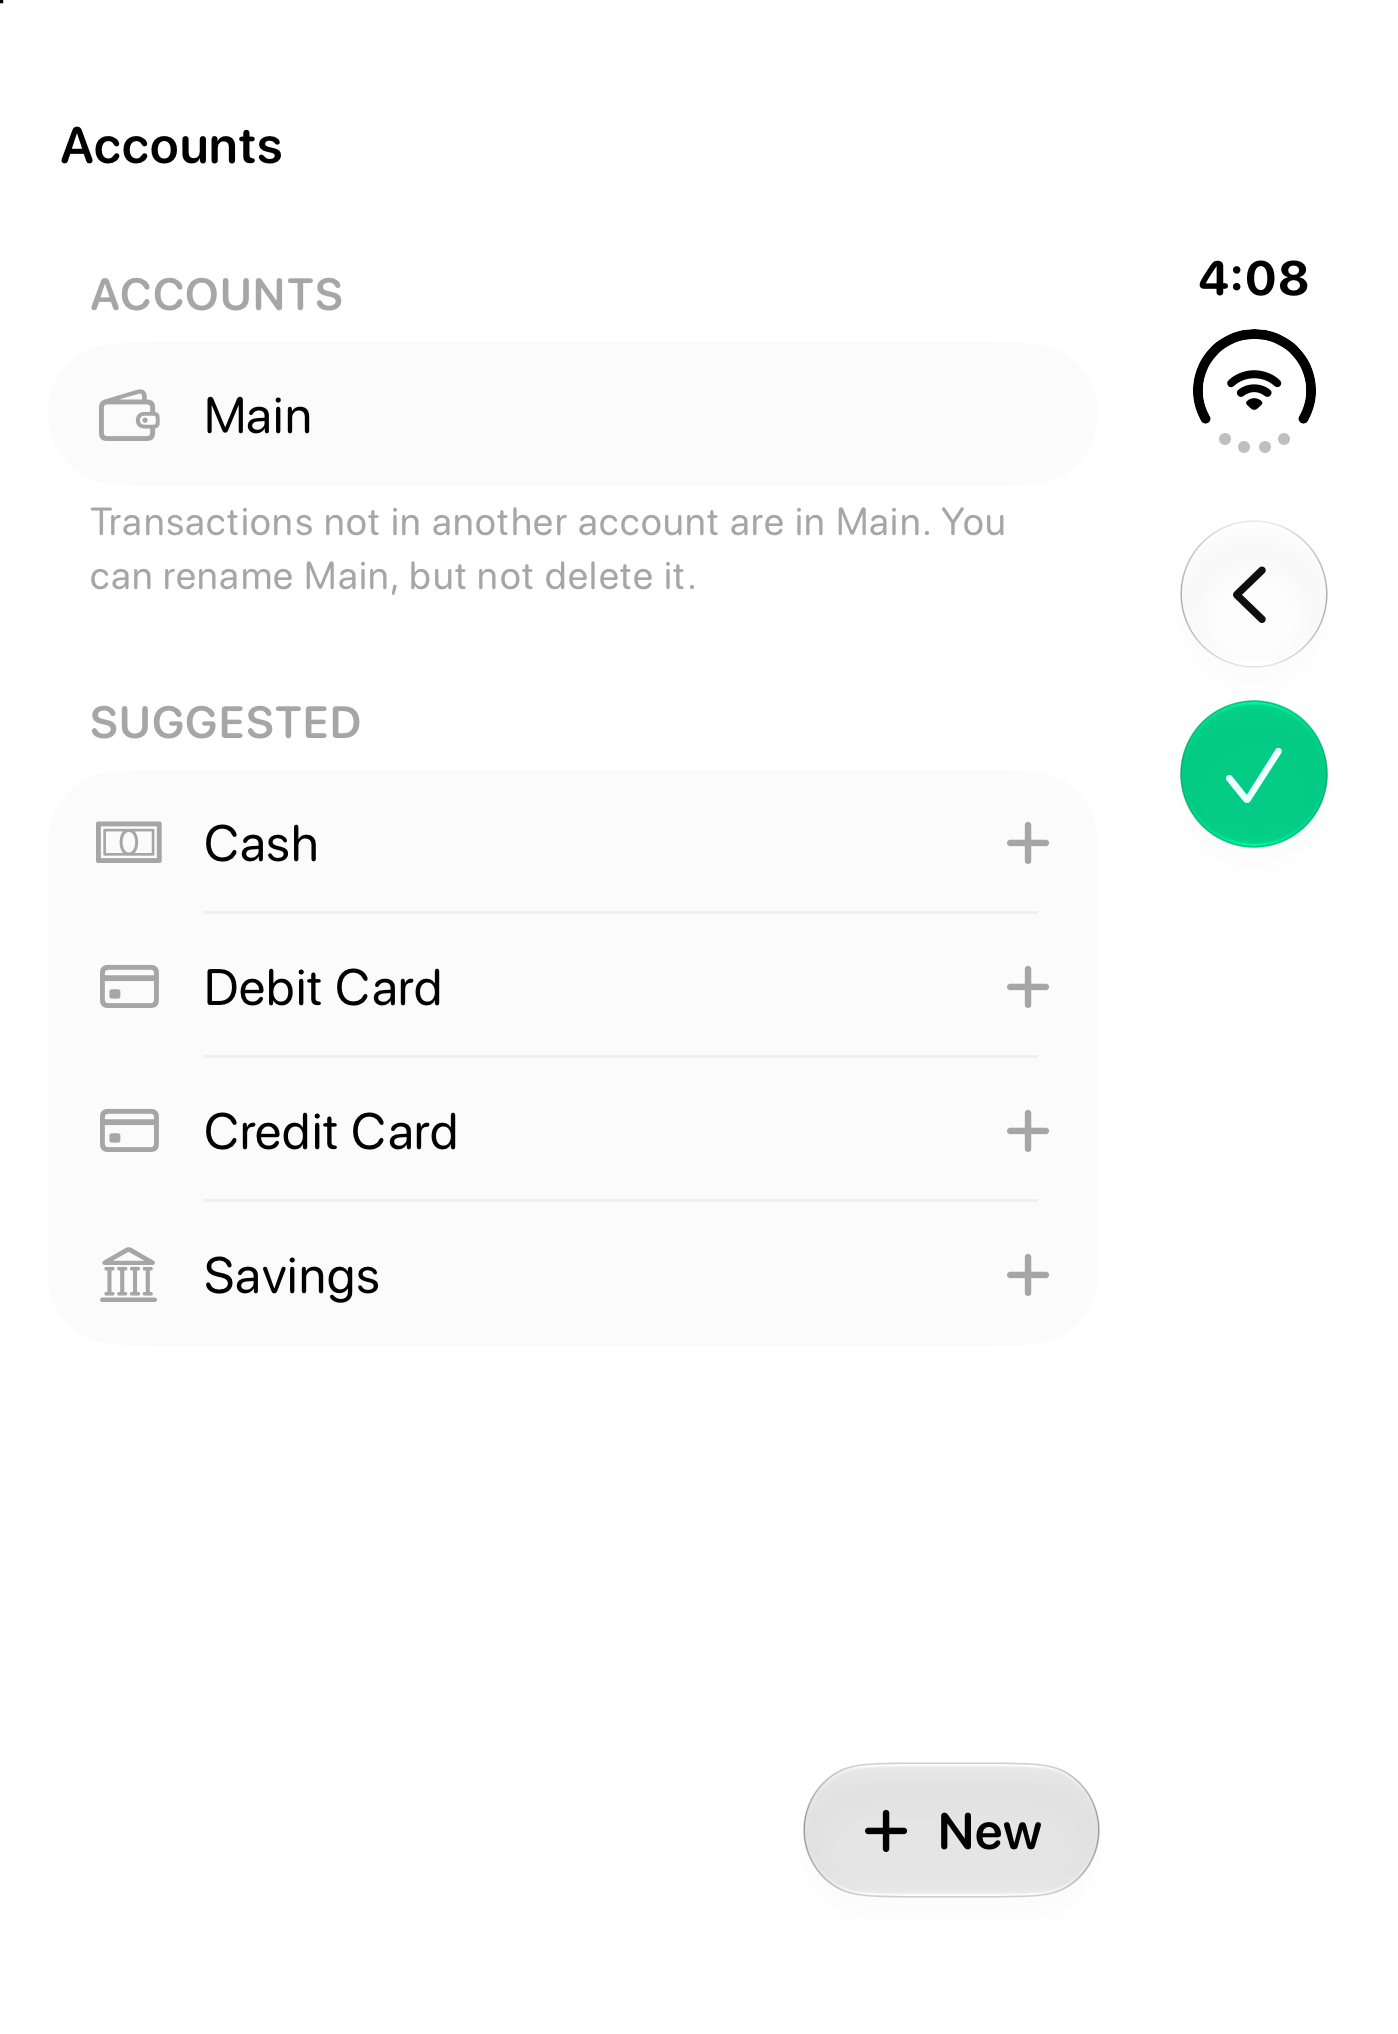 Accounts
4:08
ACCOUNTS
Main
Transactions not in another account are in Main. You
can rename Main, but not delete it.
SUGGESTED
Cash
Debit Card
Credit Card
Savings
New